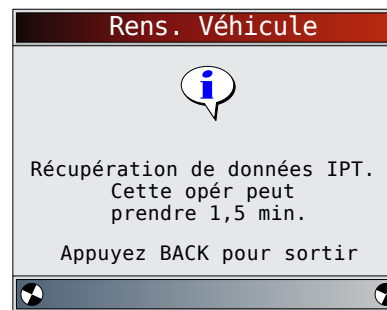 Rens. Véhicule
i
Récupération de données IPT.
Cette opér peut
prendre 1,5 min.
Appuyez BACK pour sortir